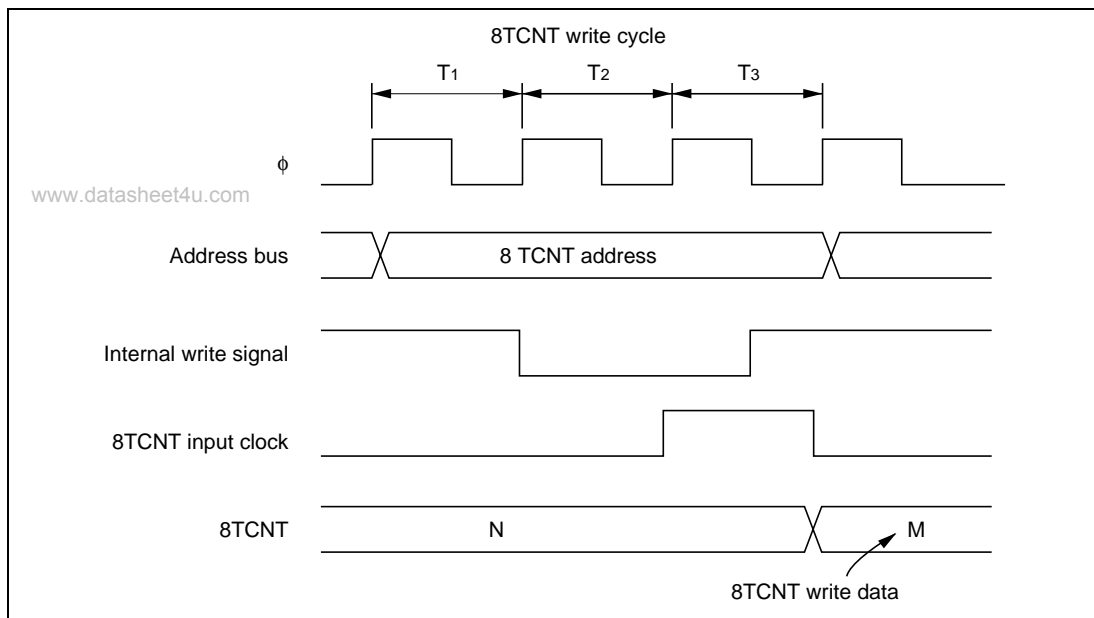 8TCNT write cycle
T1 T2 T3
φ
www.datasheet4u.com
Address bus 8 TCNT address
Internal write signal
8TCNT input clock
8TCNT N M
8TCNT write data